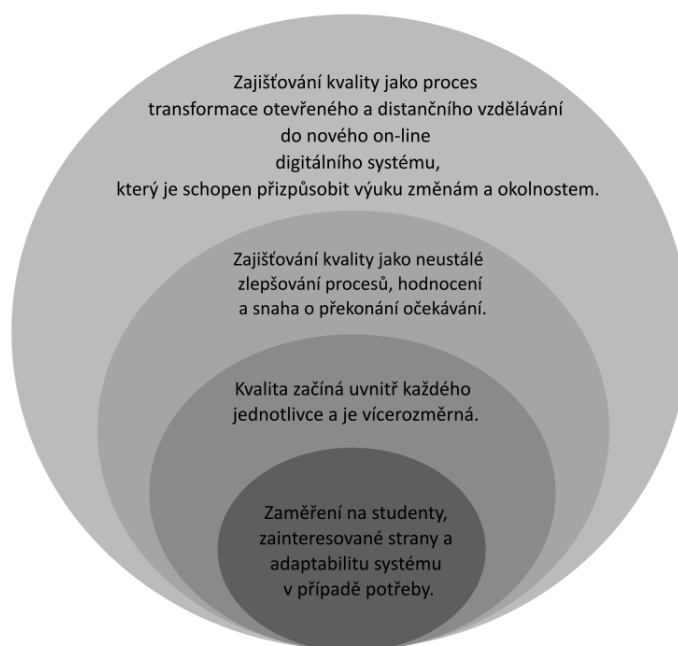 Zajišťování kvality jako proces
transformace otevřeného a distančního vzdělávání
do nového on-line
digitálního systému,
který je schopen přizpůsobit výuku změnám a okolnostem.
Zajišťování kvality jako neustálé
zlepšování procesů, hodnocení
a snaha o překonání očekávání.
Kvalita začíná uvnitř každého
jednotlivce a je vícerozměrná.
Zaměření na studenty,
zainteresované strany a
adaptabilitu systému
v případě potřeby.